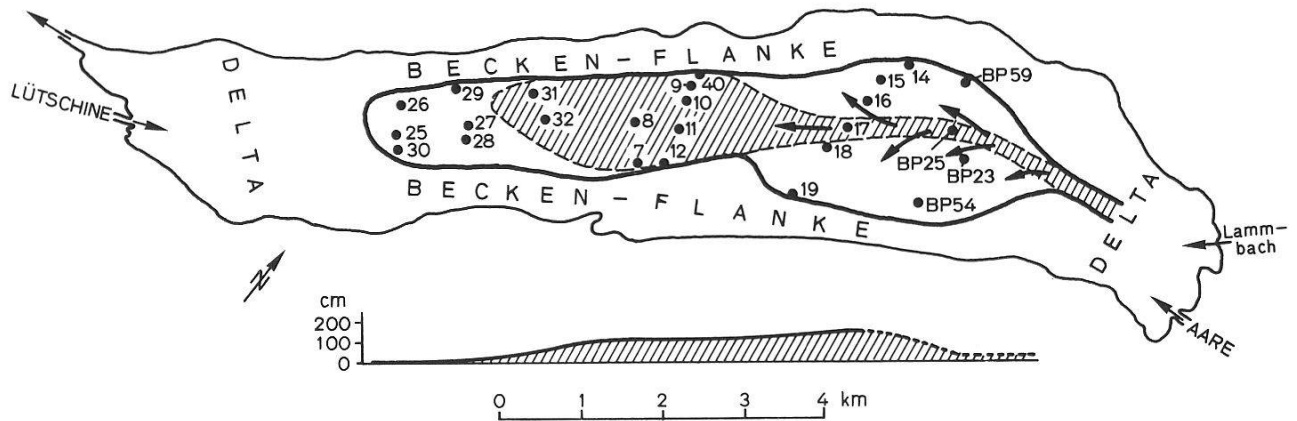 BECKEN-FLANKE
DELTA
LÜTSCHINE
14
15
BP59
9
40
29
31
26
16
10
27
32
8
11
17
25
28
18
30
7
12
BP25
BP23
19
BP54
BECKEN-FLANKE
DELTA
Lamm-
bach
N
AARE
cm
200
100
0
0 1 2 3 4 km